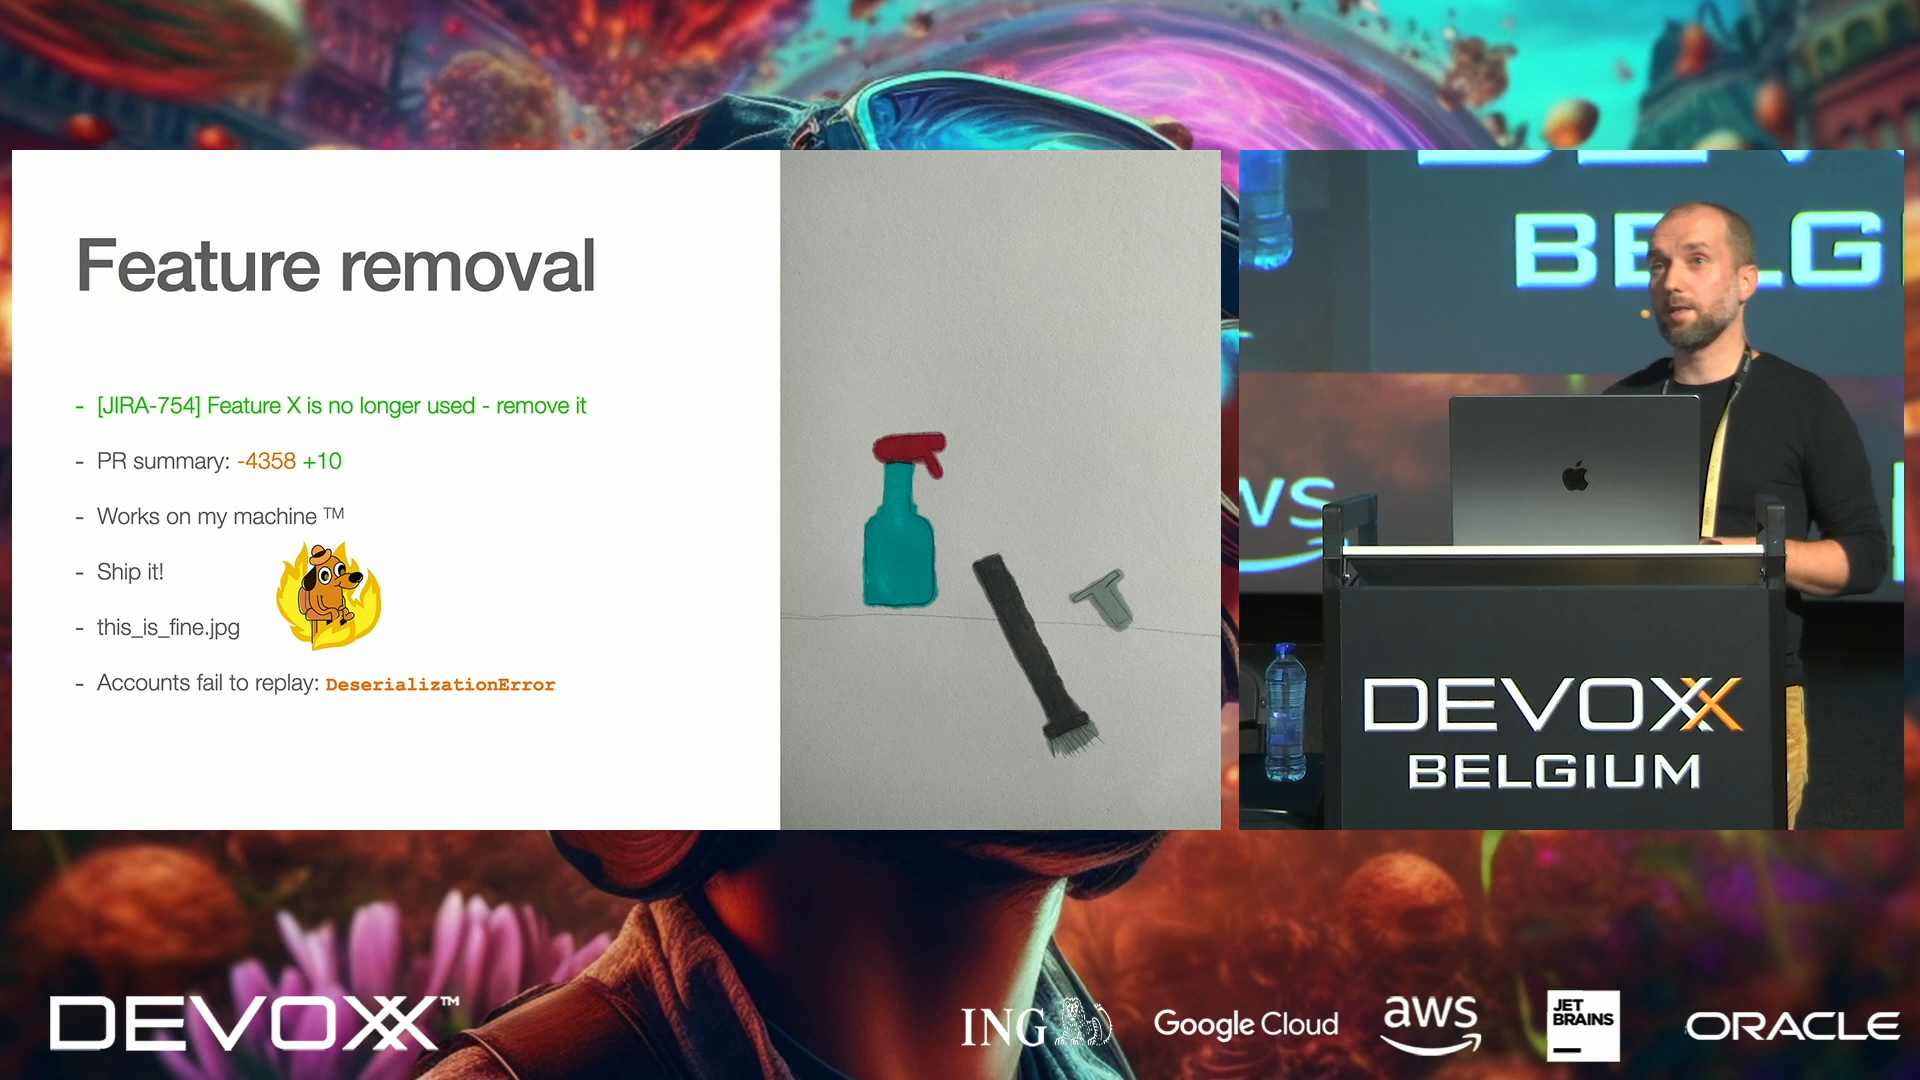 Feature removal
- [JIRA-754] Feature X is no longer used - remove it
- PR summary: -4358 +10
- Works on my machine ™
- Ship it!
- this_is_fine.jpg
- Accounts fail to replay: DeserializationError
BELG
ws
DEVOXX
BELGIUM
DEVOXX™
ING
Google Cloud
aws
JET
BRAINS
ORACLE